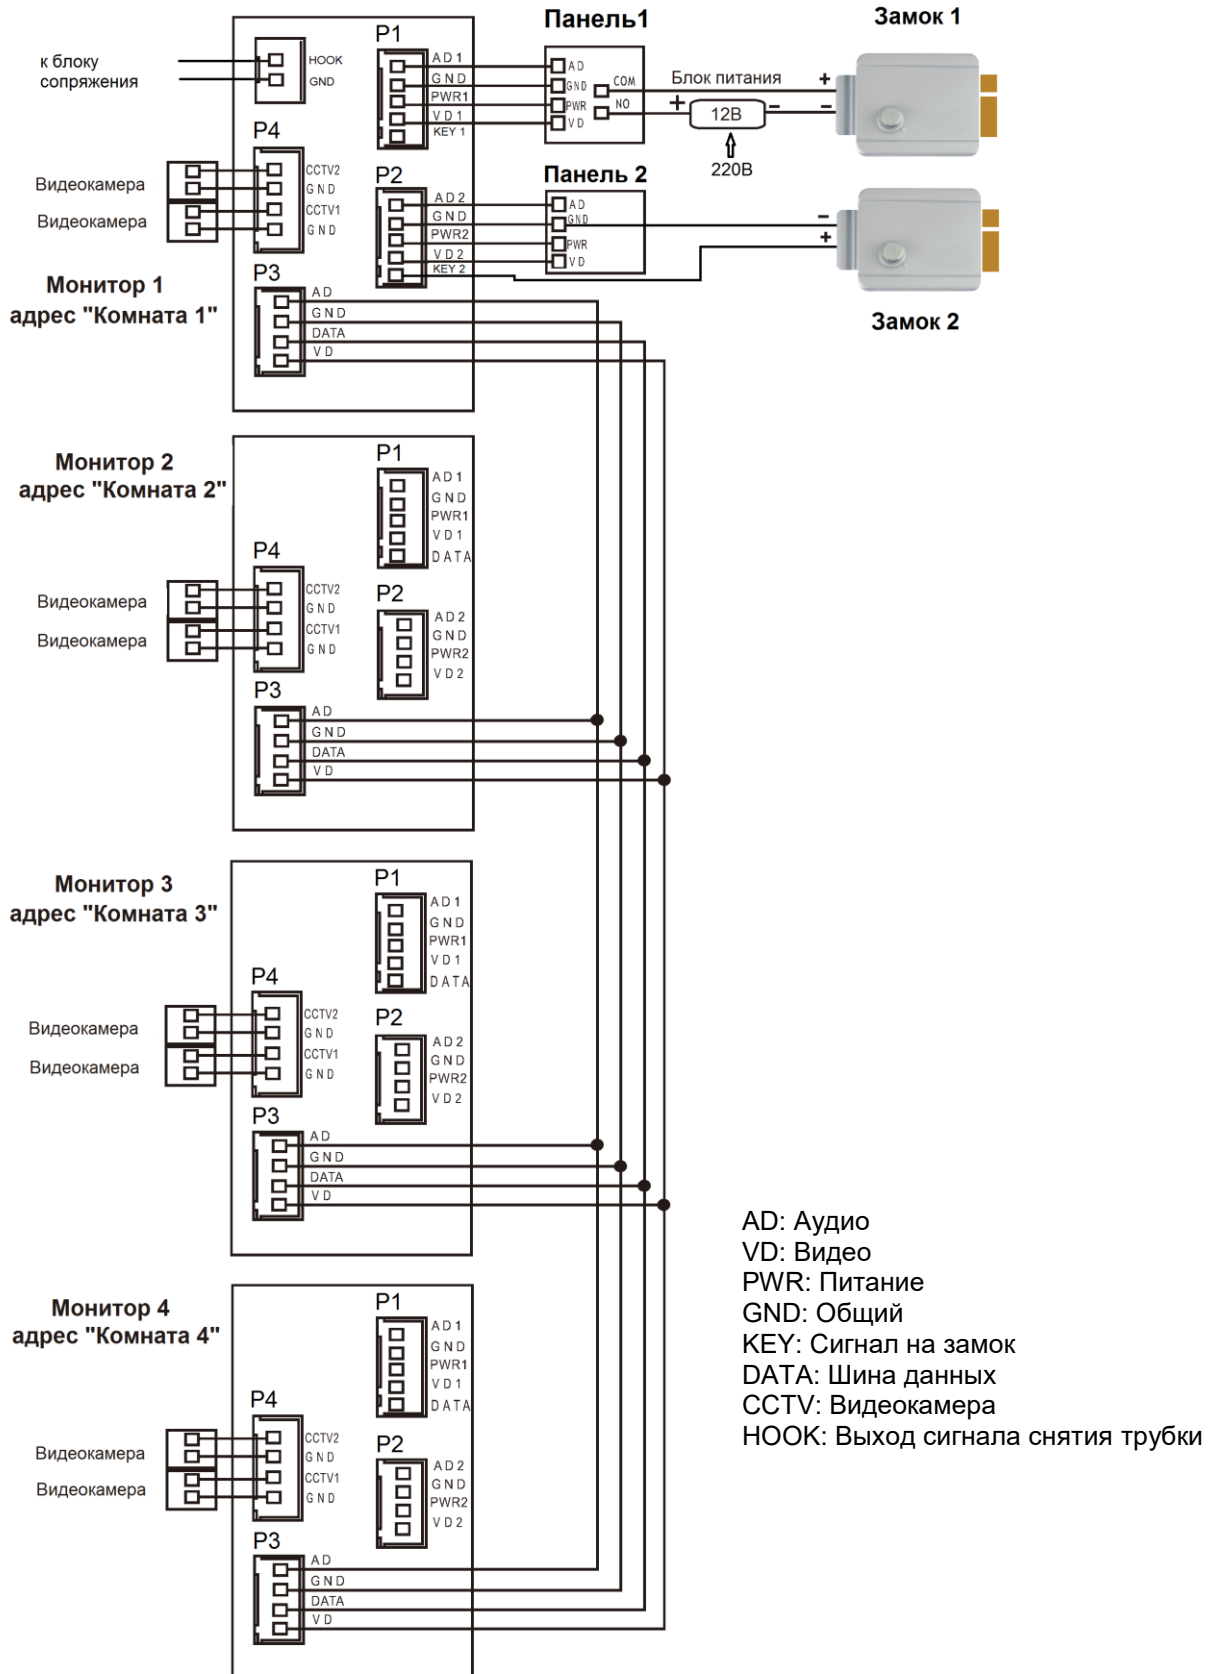 Панель1
Замок 1
P1
к блоку
сопряжения
HOOK
GND
AD1
GND
PWR1
VD1
KEY 1
AD
GND
PWR
VD
COM
NO
Блок питания
+
-
+
-
12В
220В
P4
Видеокамера
Видеокамера
CCTV2
GND
CCTV1
GND
P2
AD2
GND
PWR2
VD2
KEY 2
Панель 2
AD
GND
PWR
VD
-
+
Замок 2
Монитор 1
адрес "Комната 1"
P3
AD
GND
DATA
VD
Монитор 2
адрес "Комната 2"
P1
AD1
GND
PWR1
VD1
DATA
P4
Видеокамера
Видеокамера
CCTV2
GND
CCTV1
GND
P2
AD2
GND
PWR2
VD2
P3
AD
GND
DATA
VD
Монитор 3
адрес "Комната 3"
P1
AD1
GND
PWR1
VD1
DATA
P4
Видеокамера
Видеокамера
CCTV2
GND
CCTV1
GND
P2
AD2
GND
PWR2
VD2
P3
AD
GND
DATA
VD
AD: Аудио
VD: Видео
PWR: Питание
GND: Общий
KEY: Сигнал на замок
DATA: Шина данных
CCTV: Видеокамера
HOOK: Выход сигнала снятия трубки
Монитор 4
адрес "Комната 4"
P1
AD1
GND
PWR1
VD1
DATA
P4
Видеокамера
Видеокамера
CCTV2
GND
CCTV1
GND
P2
AD2
GND
PWR2
VD2
P3
AD
GND
DATA
VD